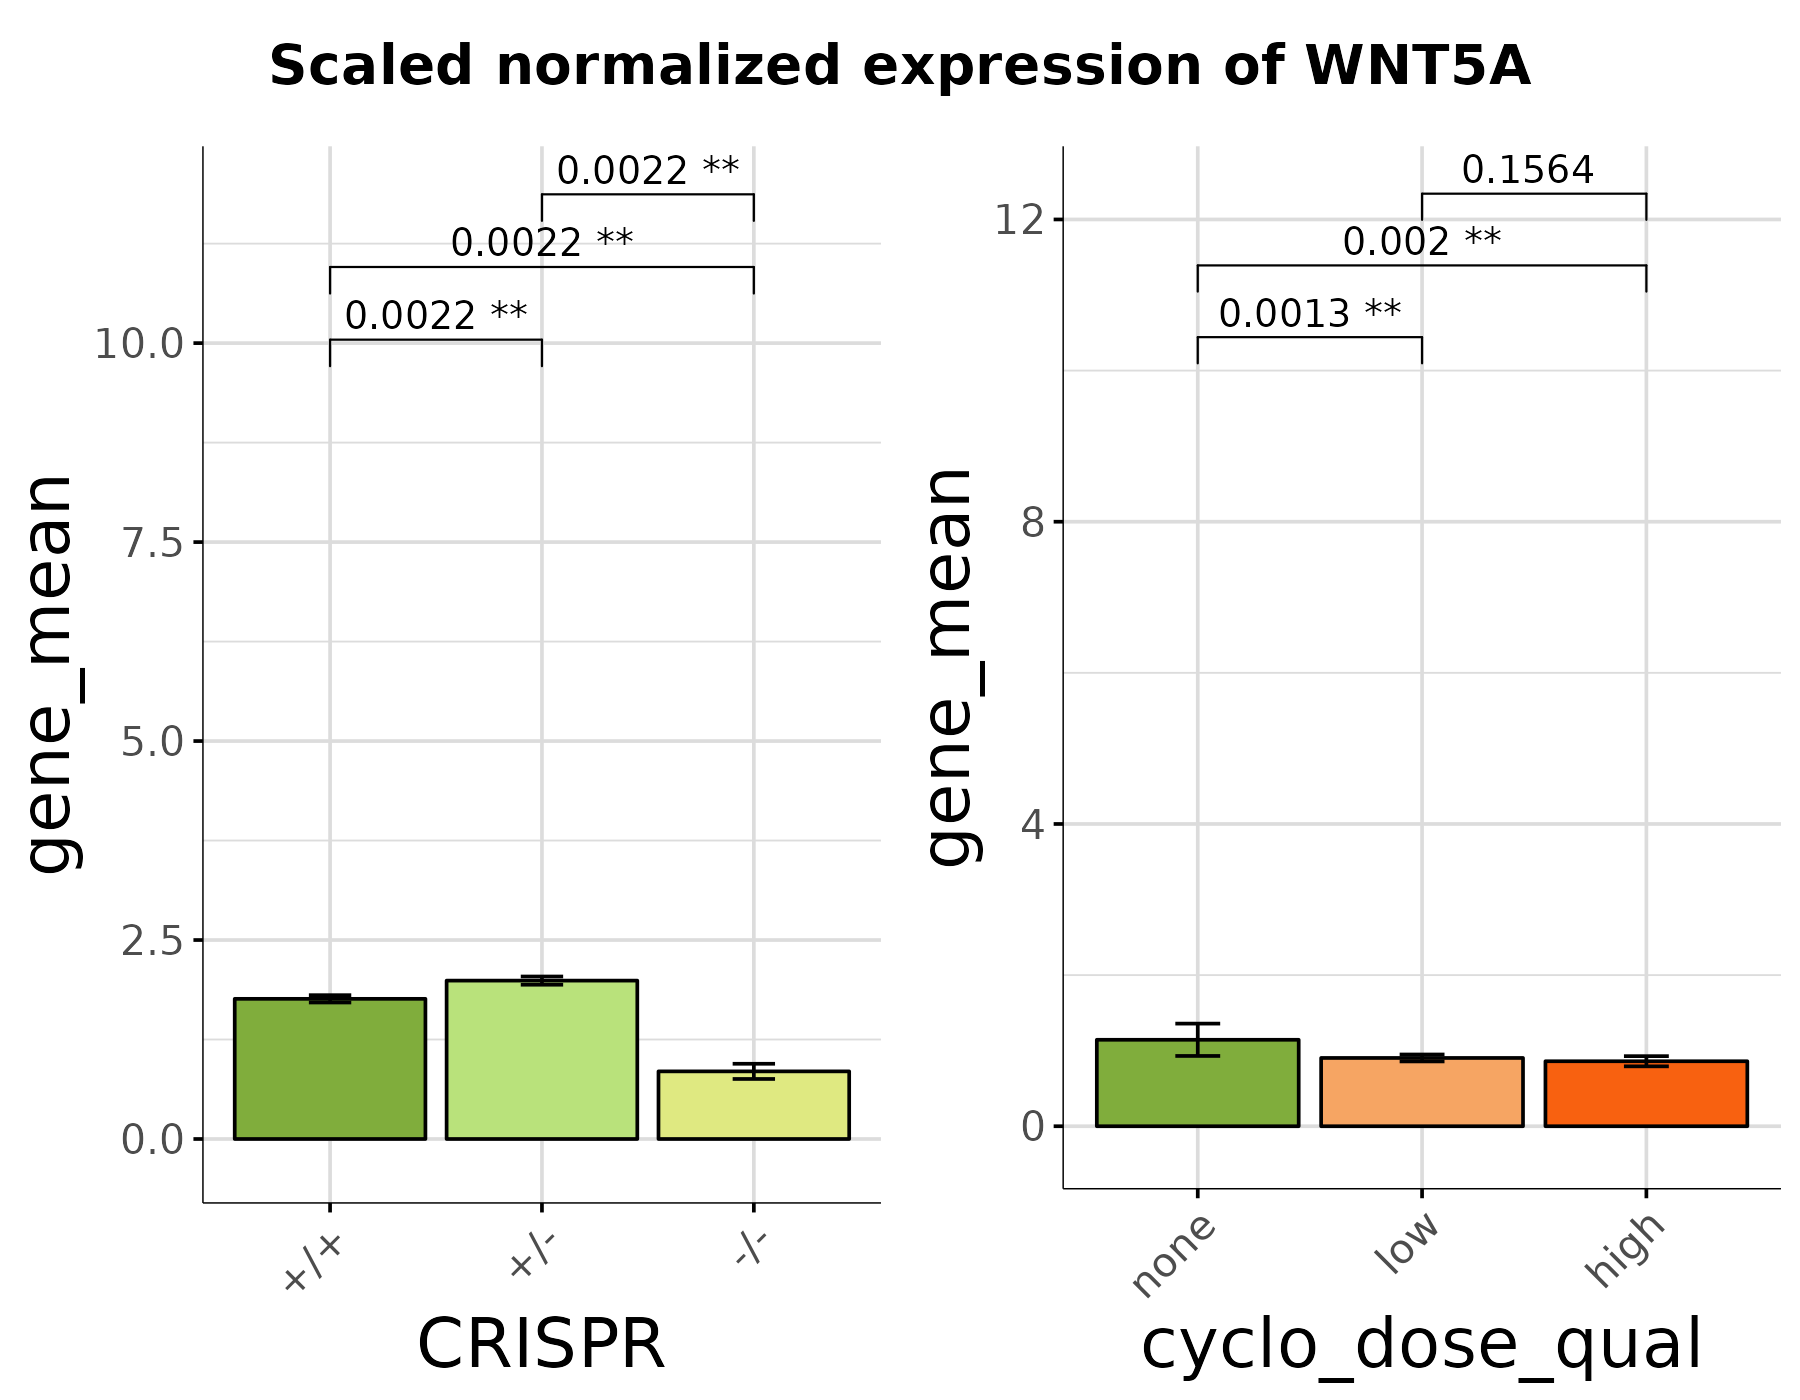 Scaled normalized expression of WNT5A
gene_mean
10.0
7.5
5.0
2.5
0.0
0.0022 **
0.0022 **
0.0022 **
+/+
+/-
-/-
CRISPR
gene_mean
12
8
4
0
0.1564
0.002 **
0.0013 **
none
low
high
cyclo_dose_qual